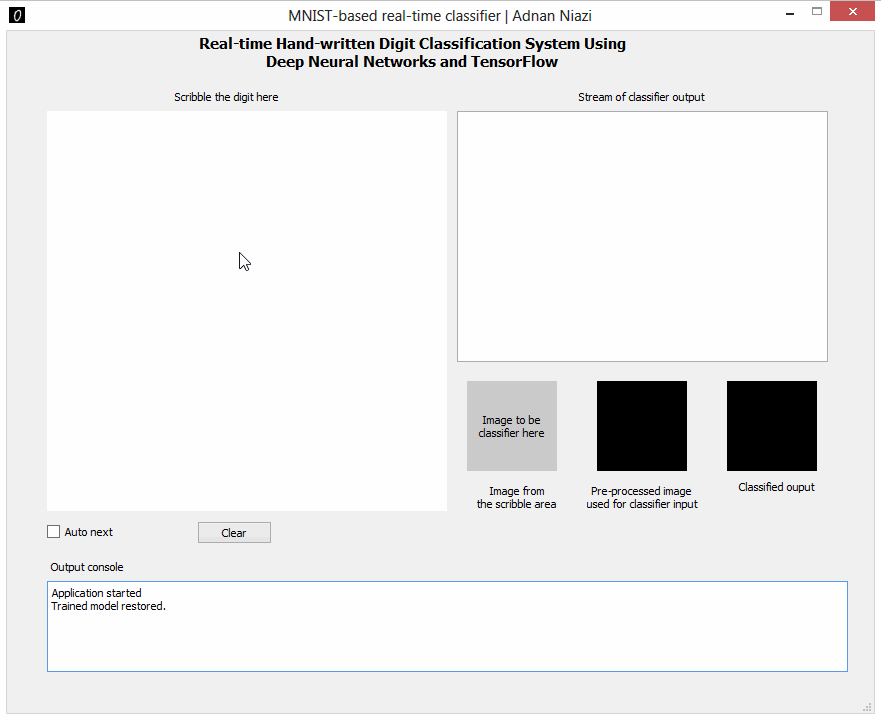 MNIST-based real-time classifier | Adnan Niazi
Real-time Hand-written Digit Classification System Using
Deep Neural Networks and TensorFlow
Scribble the digit here
Stream of classifier output
Image to be
classifier here
Image from
the scribble area
Pre-processed image
used for classifier input
Classified ouput
Auto next
Clear
Output console
Application started
Trained model restored.